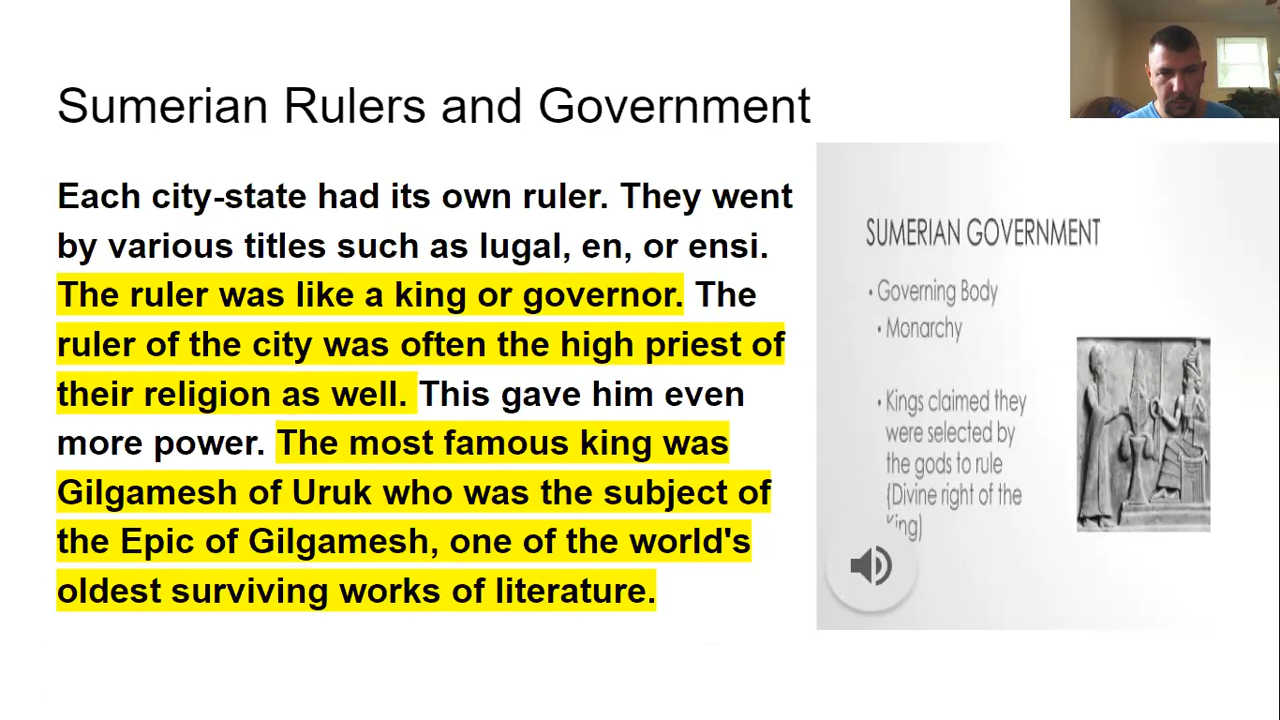 Sumerian Rulers and Government
Each city-state had its own ruler. They went
by various titles such as lugal, en, or ensi.
The ruler was like a king or governor. The
ruler of the city was often the high priest of
their religion as well. This gave him even
more power. The most famous king was
Gilgamesh of Uruk who was the subject of
the Epic of Gilgamesh, one of the world's
oldest surviving works of literature.
SUMERIAN GOVERNMENT
• Governing Body
• Monarchy
• Kings claimed they
were selected by
the gods to rule
(Divine right of the
King)